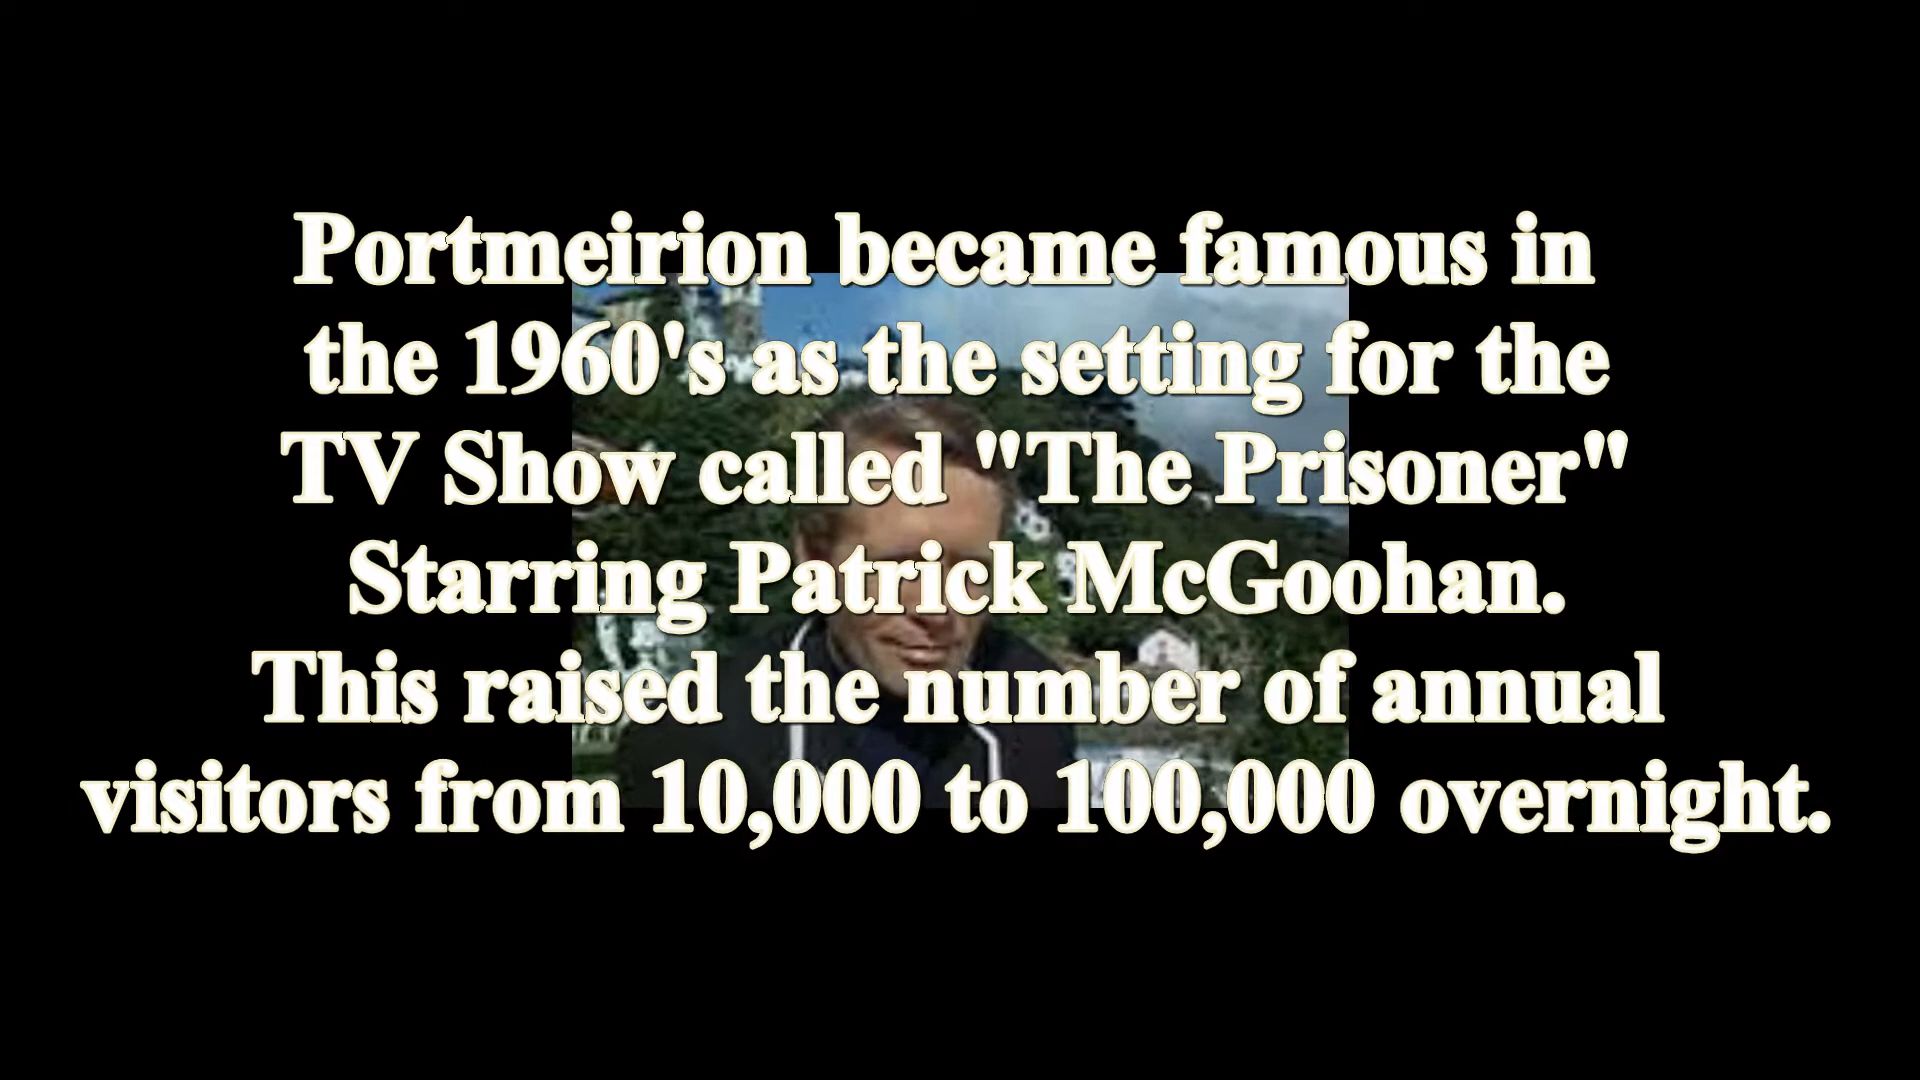 Portmeirion became famous in
the 1960's as the setting for the
TV Show called "The Prisoner"
Starring Patrick McGoohan.
This raised the number of annual
visitors from 10,000 to 100,000 overnight.